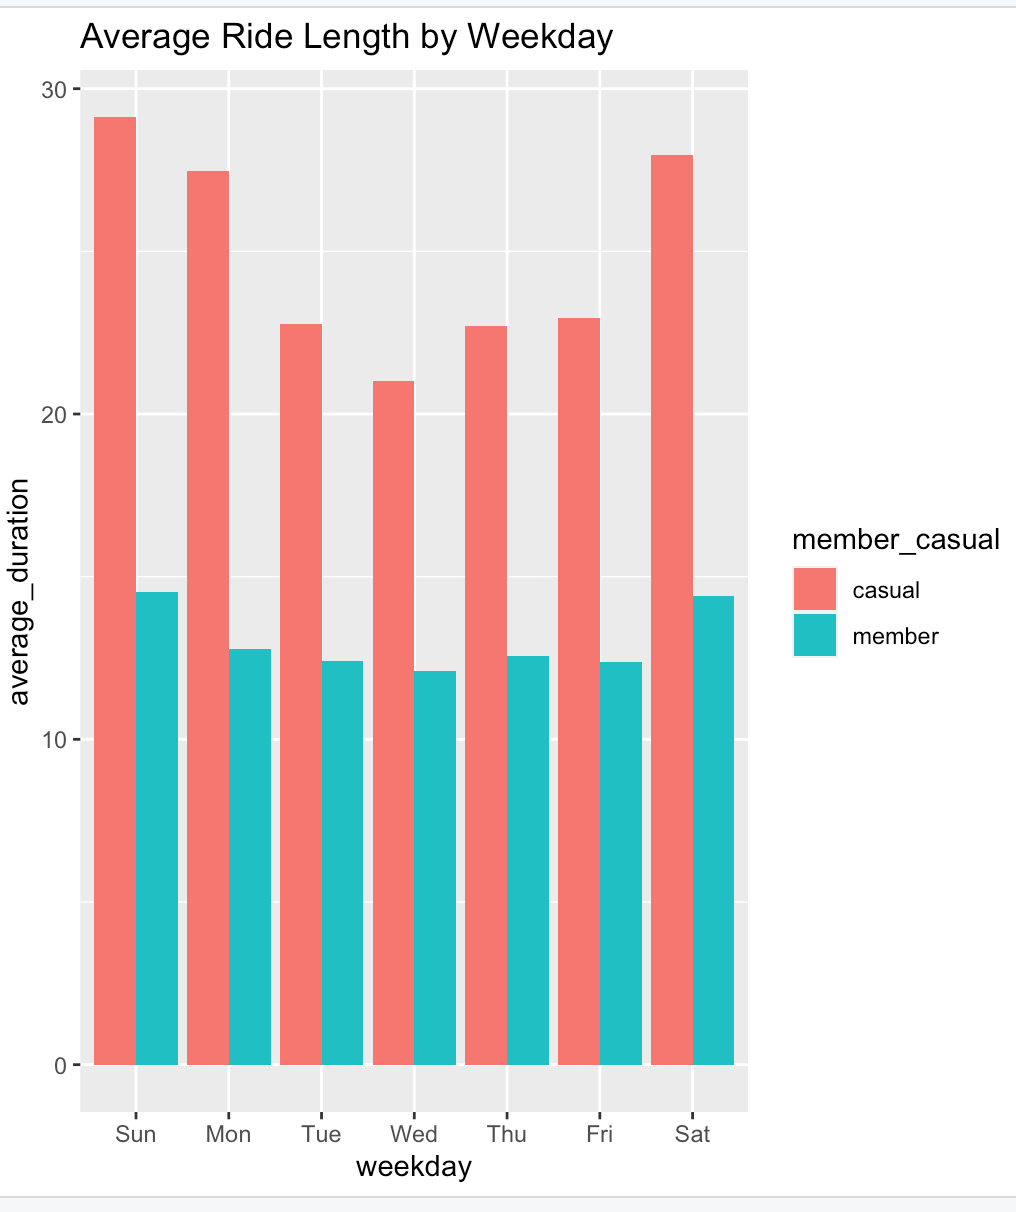 Average Ride Length by Weekday
30
20
10
0
average_duration
Sun Mon Tue Wed Thu Fri Sat
weekday
member_casual
casual
member